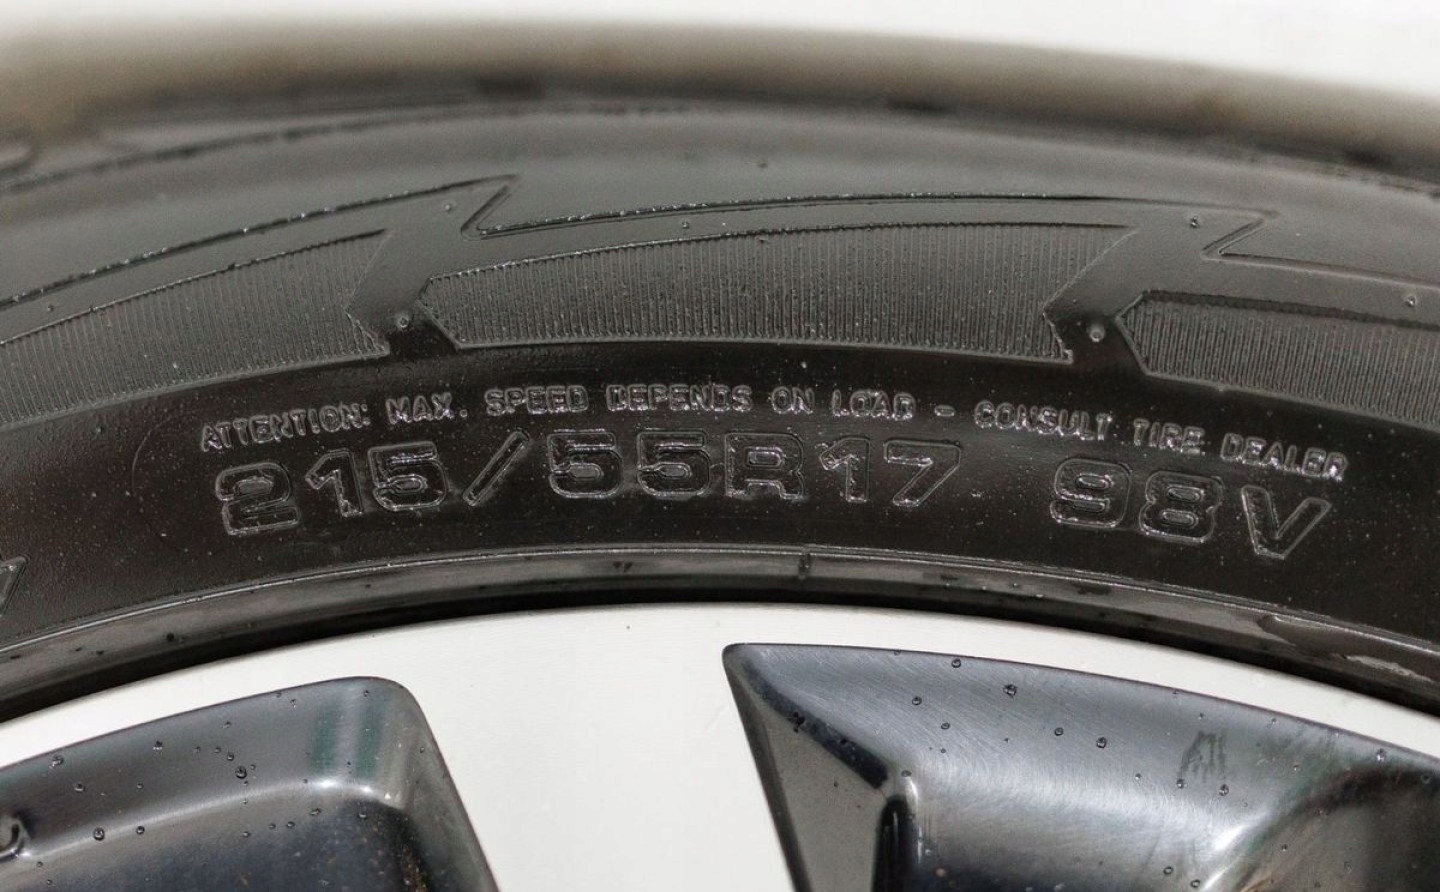 ATTENTION: MAX. SPEED DEPENDS ON LOAD - CONSULT TIRE DEALER
215/55R17 98V